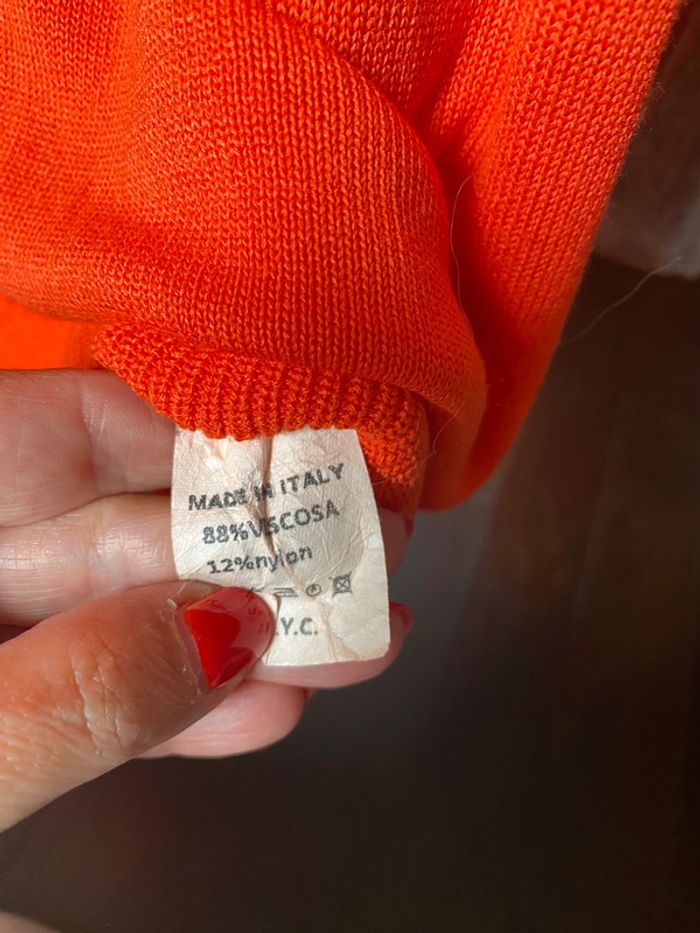 MADE IN ITALY
88%VISCOSA
12%nylon
.Y.C.